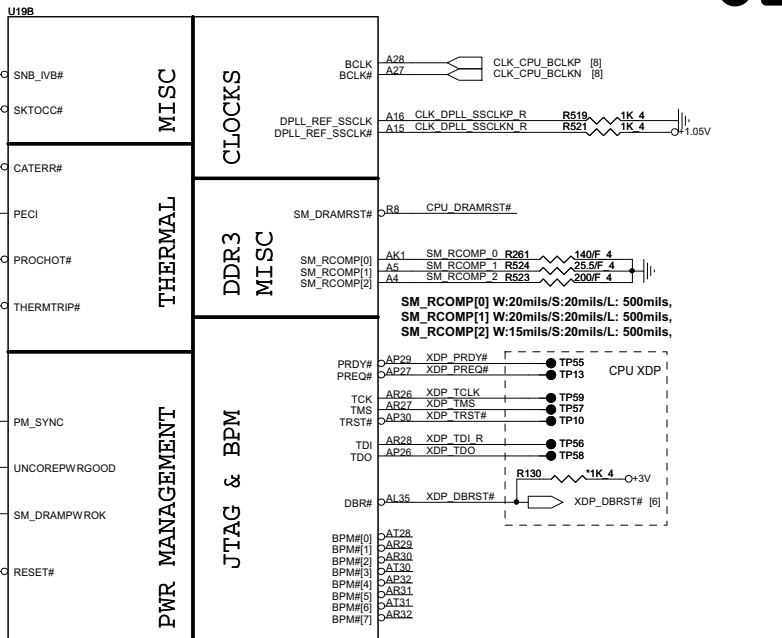 U19B
SNB_IVB#
SKTOCC#
MISC
CATERR#
PECI
PROCHOT#
THERMTRIP#
THERMAL
PM_SYNC
UNCOREPWRGOOD
SM_DRAMPWROK
RESET#
PWR MANAGEMENT
CLOCKS
BCLK A28 CLK_CPU_BCLKP [8]
BCLK# A27 CLK_CPU_BCLKN [8]
DPLL_REF_SSCLK A16 CLK_DPLL_SSCLKP_R R519 1K_4
DPLL_REF_SSCLK# A15 CLK_DPLL_SSCLKN_R R521 1K_4 +1.05V
DDR3
MISC
SM_DRAMRST# R8 CPU_DRAMRST#
SM_RCOMP[0] AK1 SM_RCOMP_0 R261 140/F_4
SM_RCOMP[1] A5 SM_RCOMP_1 R524 25.5/F_4
SM_RCOMP[2] A4 SM_RCOMP_2 R523 200/F_4
SM_RCOMP[0] W:20mils/S:20mils/L: 500mils,
SM_RCOMP[1] W:20mils/S:20mils/L: 500mils,
SM_RCOMP[2] W:15mils/S:20mils/L: 500mils,
JTAG & BPM
CPU XDP
PRDY# AP29 XDP_PRDY# TP55
PREQ# AP27 XDP_PREQ# TP13
TCK AR26 XDP_TCLK TP59
TMS AR27 XDP_TMS TP57
TRST# AP30 XDP_TRST# TP10
TDI AR28 XDP_TDI_R TP56
TDO AP26 XDP_TDO TP58
R130 *1K_4 +3V
DBR# AL35 XDP_DBRST# XDP_DBRST# [6]
BPM#[0] AT28
BPM#[1] AR29
BPM#[2] AR30
BPM#[3] AT30
BPM#[4] AP32
BPM#[5] AR31
BPM#[6] AT31
BPM#[7] AR32